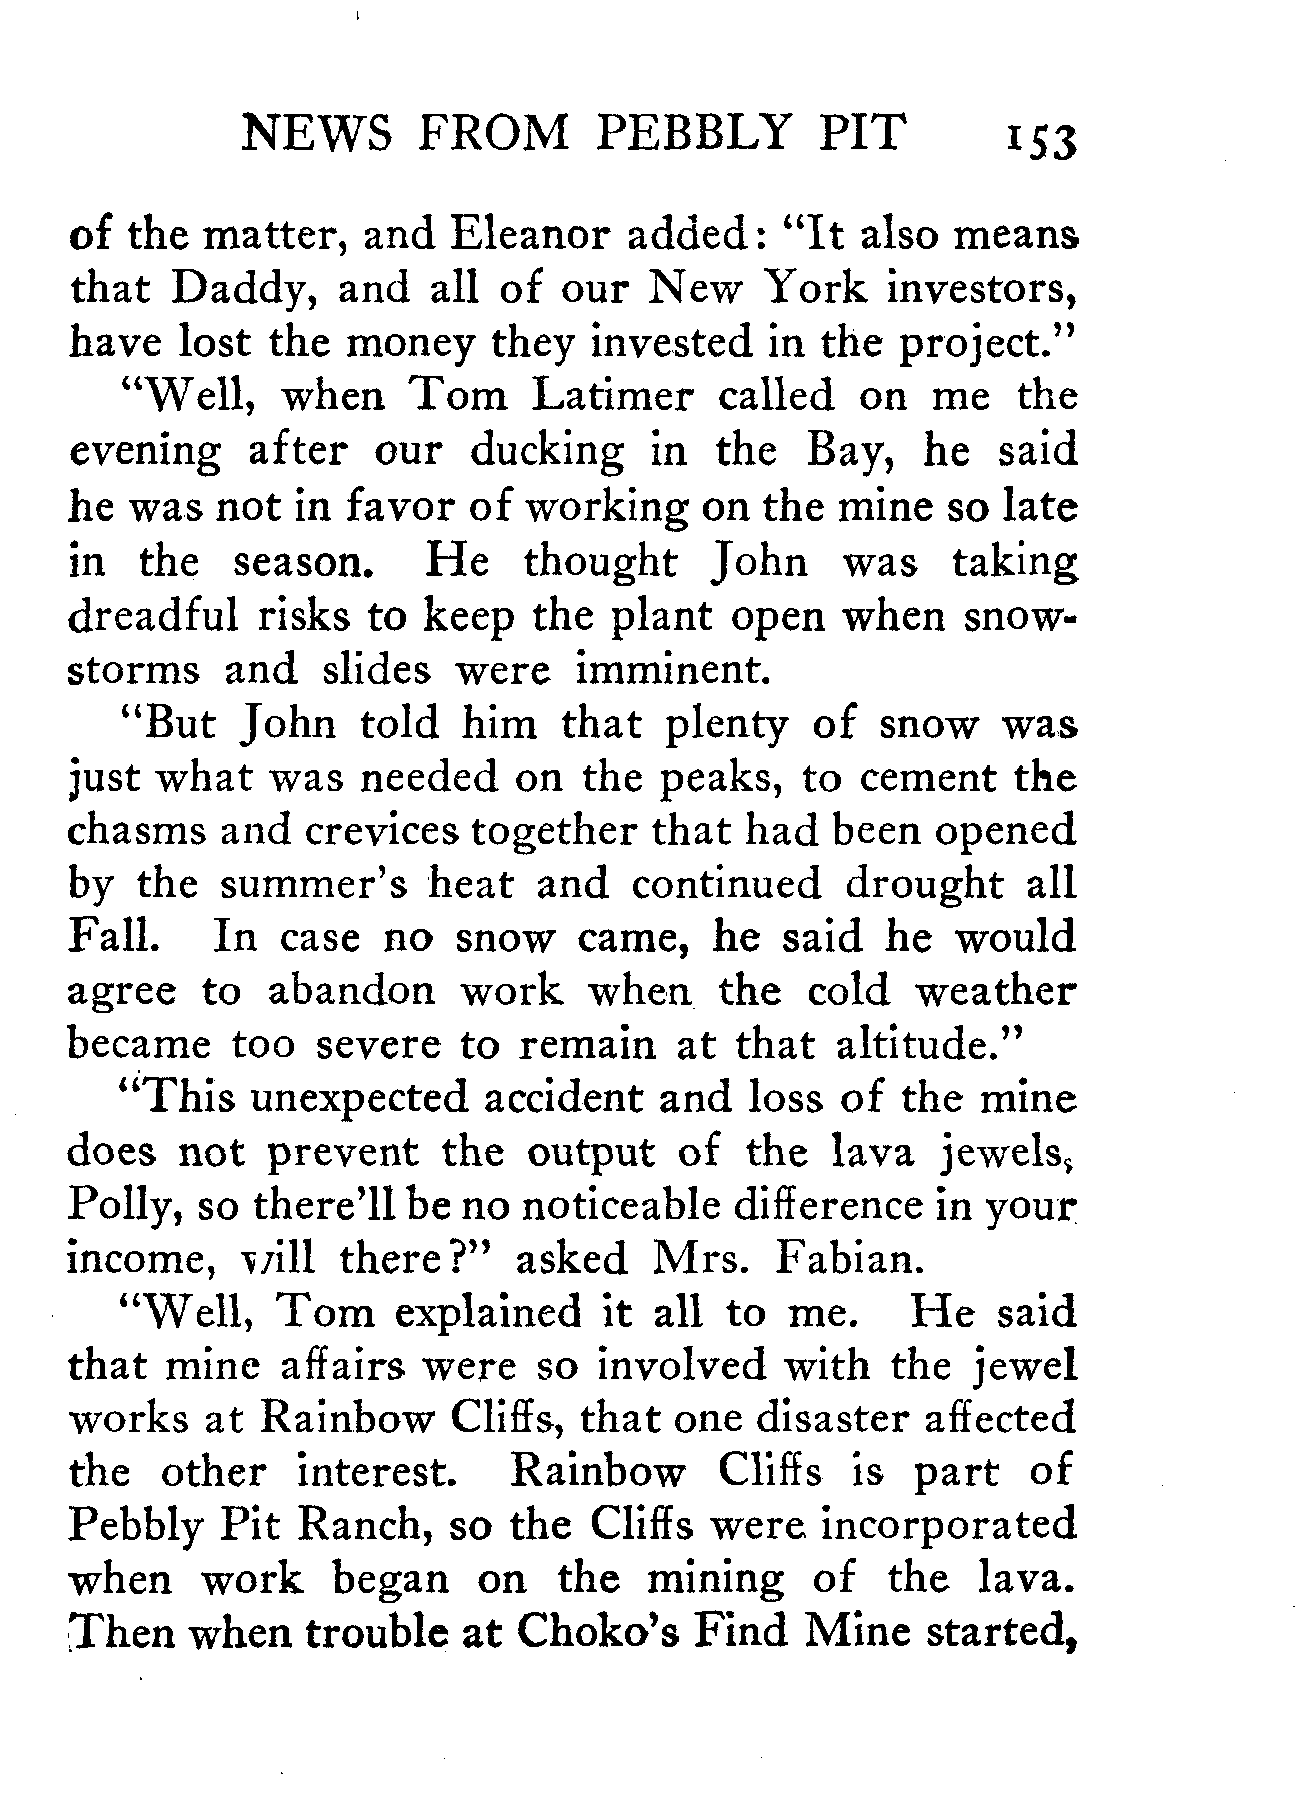 NEWS FROM PEBBLY PIT 153
of the matter, and Eleanor added: “It also means
that Daddy, and all of our New York investors,
have lost the money they invested in the project.”
“Well, when Tom Latimer called on me the
evening after our ducking in the Bay, he said
he was not in favor of working on the mine so late
in the season. He thought John was taking
dreadful risks to keep the plant open when snow-
storms and slides were imminent.
“But John told him that plenty of snow was
just what was needed on the peaks, to cement the
chasms and crevices together that had been opened
by the summer’s heat and continued drought all
Fall. In case no snow came, he said he would
agree to abandon work when the cold weather
became too severe to remain at that altitude.”
“This unexpected accident and loss of the mine
does not prevent the output of the lava jewels,
Polly, so there’ll be no noticeable difference in your
income, will there?” asked Mrs. Fabian.
“Well, Tom explained it all to me. He said
that mine affairs were so involved with the jewel
works at Rainbow Cliffs, that one disaster affected
the other interest. Rainbow Cliffs is part of
Pebbly Pit Ranch, so the Cliffs were incorporated
when work began on the mining of the lava.
Then when trouble at Choko’s Find Mine started,